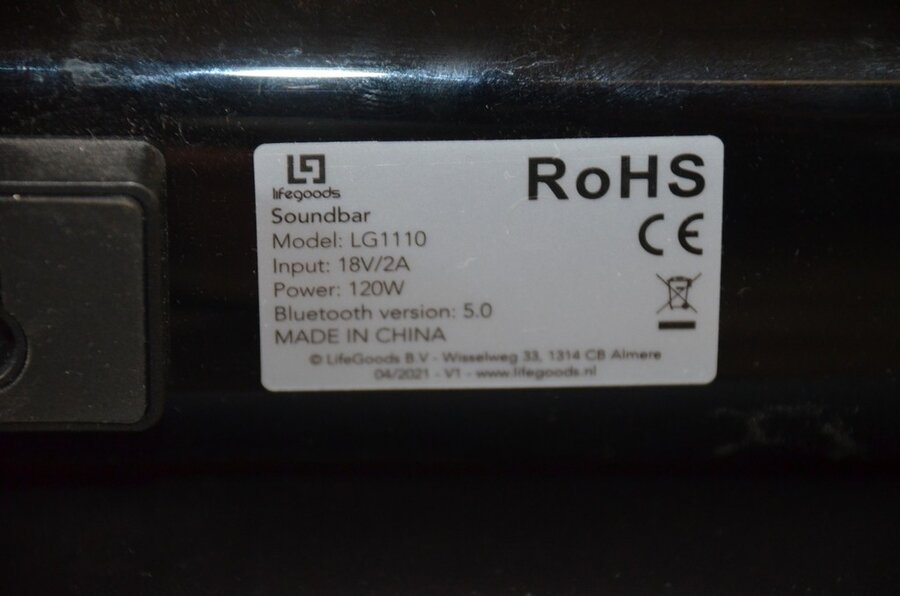 lifegoods
RoHS
Soundbar
Model: LG1110
CE
Input: 18V/2A
Power: 120W
Bluetooth version: 5.0
MADE IN CHINA
© LifeGoods B.V - Wisselweg 33, 1314 CB Almere
04/2021 - V1 - www.lifegoods.nl